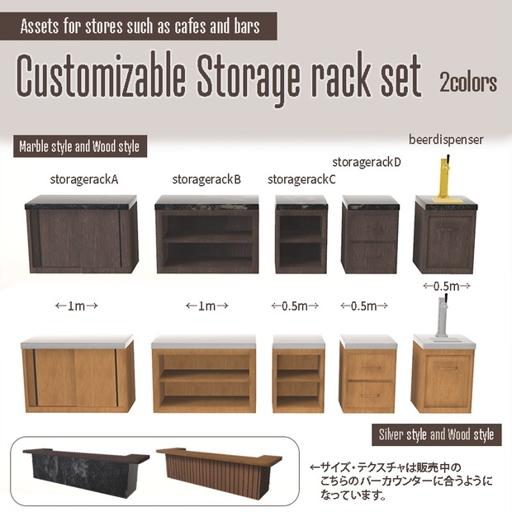 Assets for stores such as cafes and bars
Customizable Storage rack set 2colors
Marble style and Wood style
beerdispenser
storagerackA storagerackB storagerackC storagerackD
←1m→ ←1m→ ←0.5m→ ←0.5m→ ←0.5m→
Silver style and Wood style
←サイズ・テクスチャは販売中の
こちらのバーカウンターに合うように
なっています。